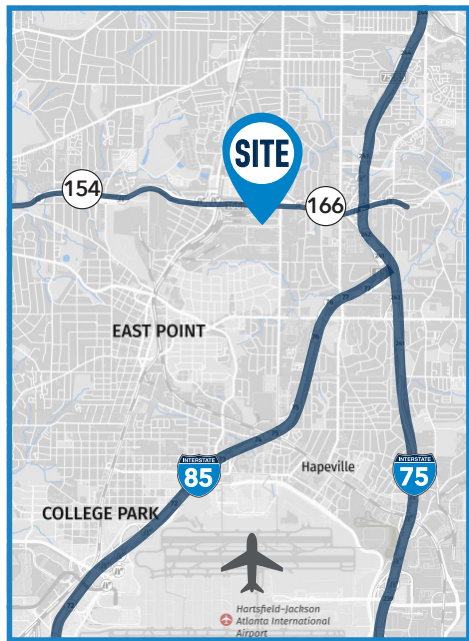 SITE
154
166
EAST POINT
INTERSTATE
85
Hapeville
INTERSTATE
75
COLLEGE PARK
Hartsfield–Jackson
Atlanta International
Airport